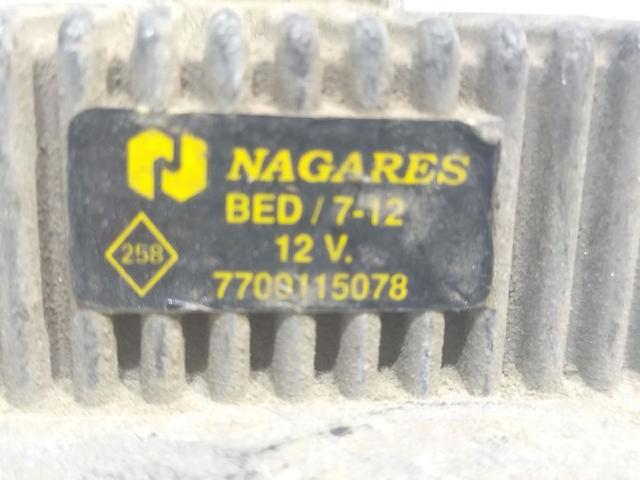 NAGARES
BED / 7-12
258
12 V.
7700115078